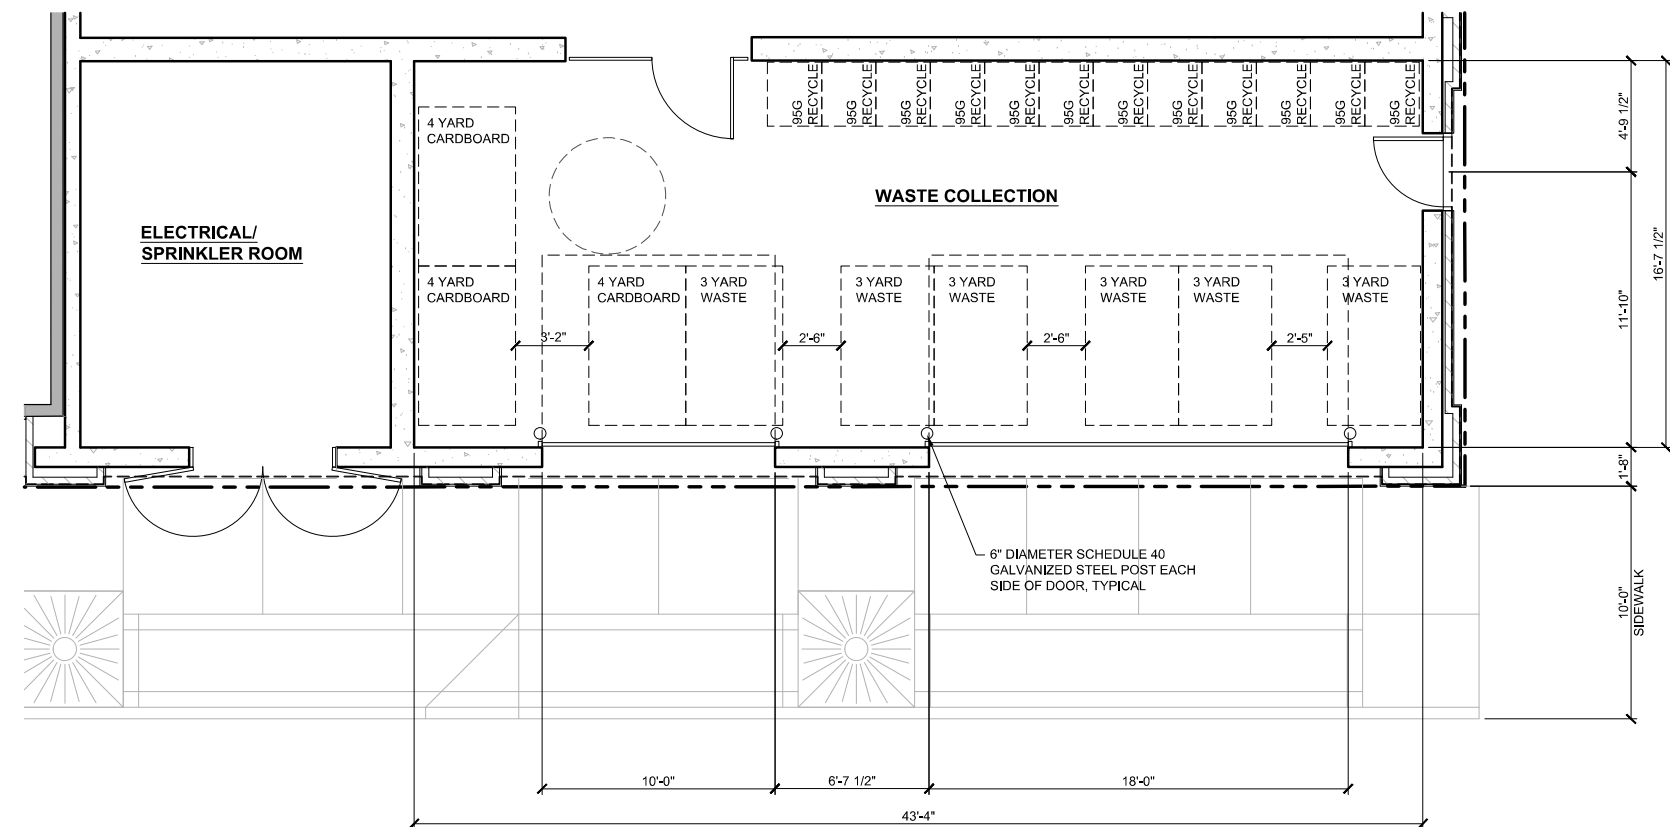 4 YARD
CARDBOARD
95G
RECYCLE
95G
RECYCLE
95G
RECYCLE
95G
RECYCLE
95G
RECYCLE
95G
RECYCLE
95G
RECYCLE
95G
RECYCLE
95G
RECYCLE
95G
RECYCLE
95G
RECYCLE
95G
RECYCLE
4'-9 1/2"
WASTE COLLECTION
ELECTRICAL/
SPRINKLER ROOM
16'-7 1/2"
4 YARD
CARDBOARD
4 YARD
CARDBOARD
3 YARD
WASTE
3 YARD
WASTE
3 YARD
WASTE
3 YARD
WASTE
3 YARD
WASTE
3 YARD
WASTE
11'-10"
3'-2"
2'-6"
2'-6"
2'-5"
1'-8"
6" DIAMETER SCHEDULE 40
GALVANIZED STEEL POST EACH
SIDE OF DOOR, TYPICAL
10'-0"
SIDEWALK
10'-0"
6'-7 1/2"
18'-0"
43'-4"